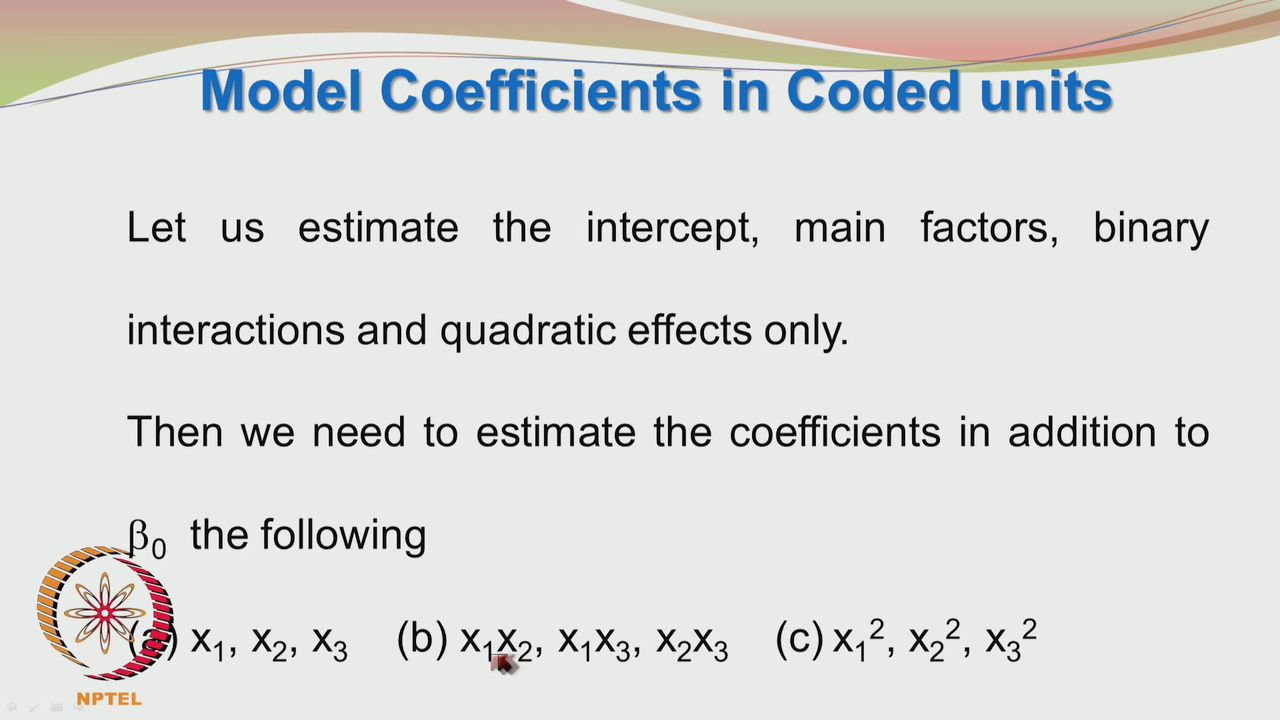 Model Coefficients in Coded units
Let us estimate the intercept, main factors, binary
interactions and quadratic effects only.
Then we need to estimate the coefficients in addition to
β₀ the following
(a) x₁, x₂, x₃ (b) x₁x₂, x₁x₃, x₂x₃ (c) x₁², x₂², x₃²
NPTEL